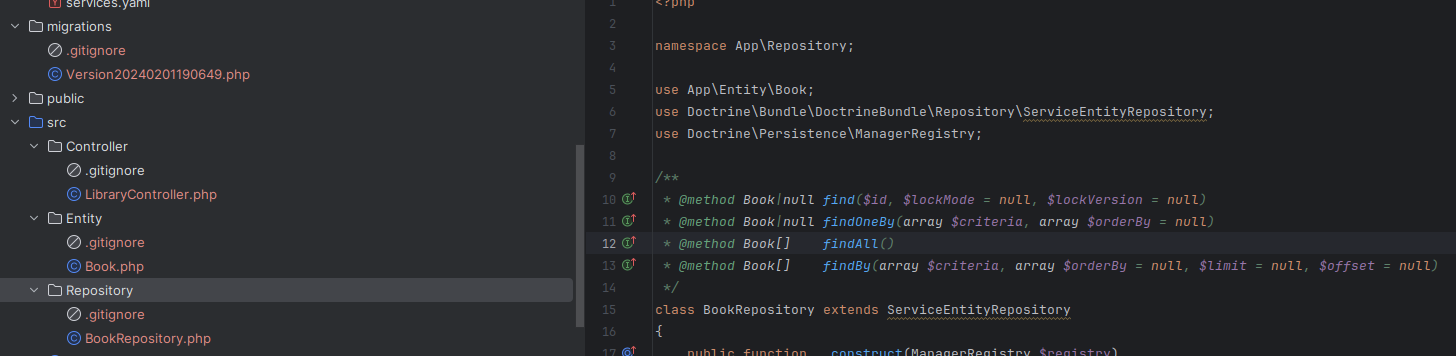 services.yaml
migrations
.gitignore
Version20240201190649.php
public
src
Controller
.gitignore
LibraryController.php
Entity
.gitignore
Book.php
Repository
.gitignore
BookRepository.php
1 <?php
2
3 namespace App\Repository;
4
5 use App\Entity\Book;
6 use Doctrine\Bundle\DoctrineBundle\Repository\ServiceEntityRepository;
7 use Doctrine\Persistence\ManagerRegistry;
8
9 /**
10 * @method Book|null find($id, $lockMode = null, $lockVersion = null)
11 * @method Book|null findOneBy(array $criteria, array $orderBy = null)
12 * @method Book[]    findAll()
13 * @method Book[]    findBy(array $criteria, array $orderBy = null, $limit = null, $offset = null)
14 */
15 class BookRepository extends ServiceEntityRepository
16 {
17 public function __construct(ManagerRegistry $registry)